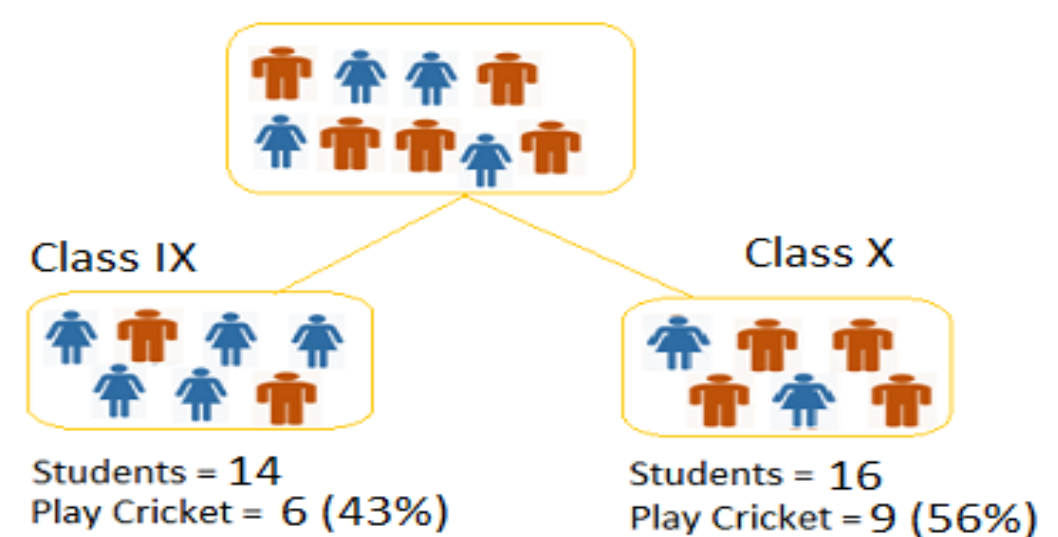 Class IX
Class X
Students = 14
Play Cricket = 6 (43%)
Students = 16
Play Cricket = 9 (56%)